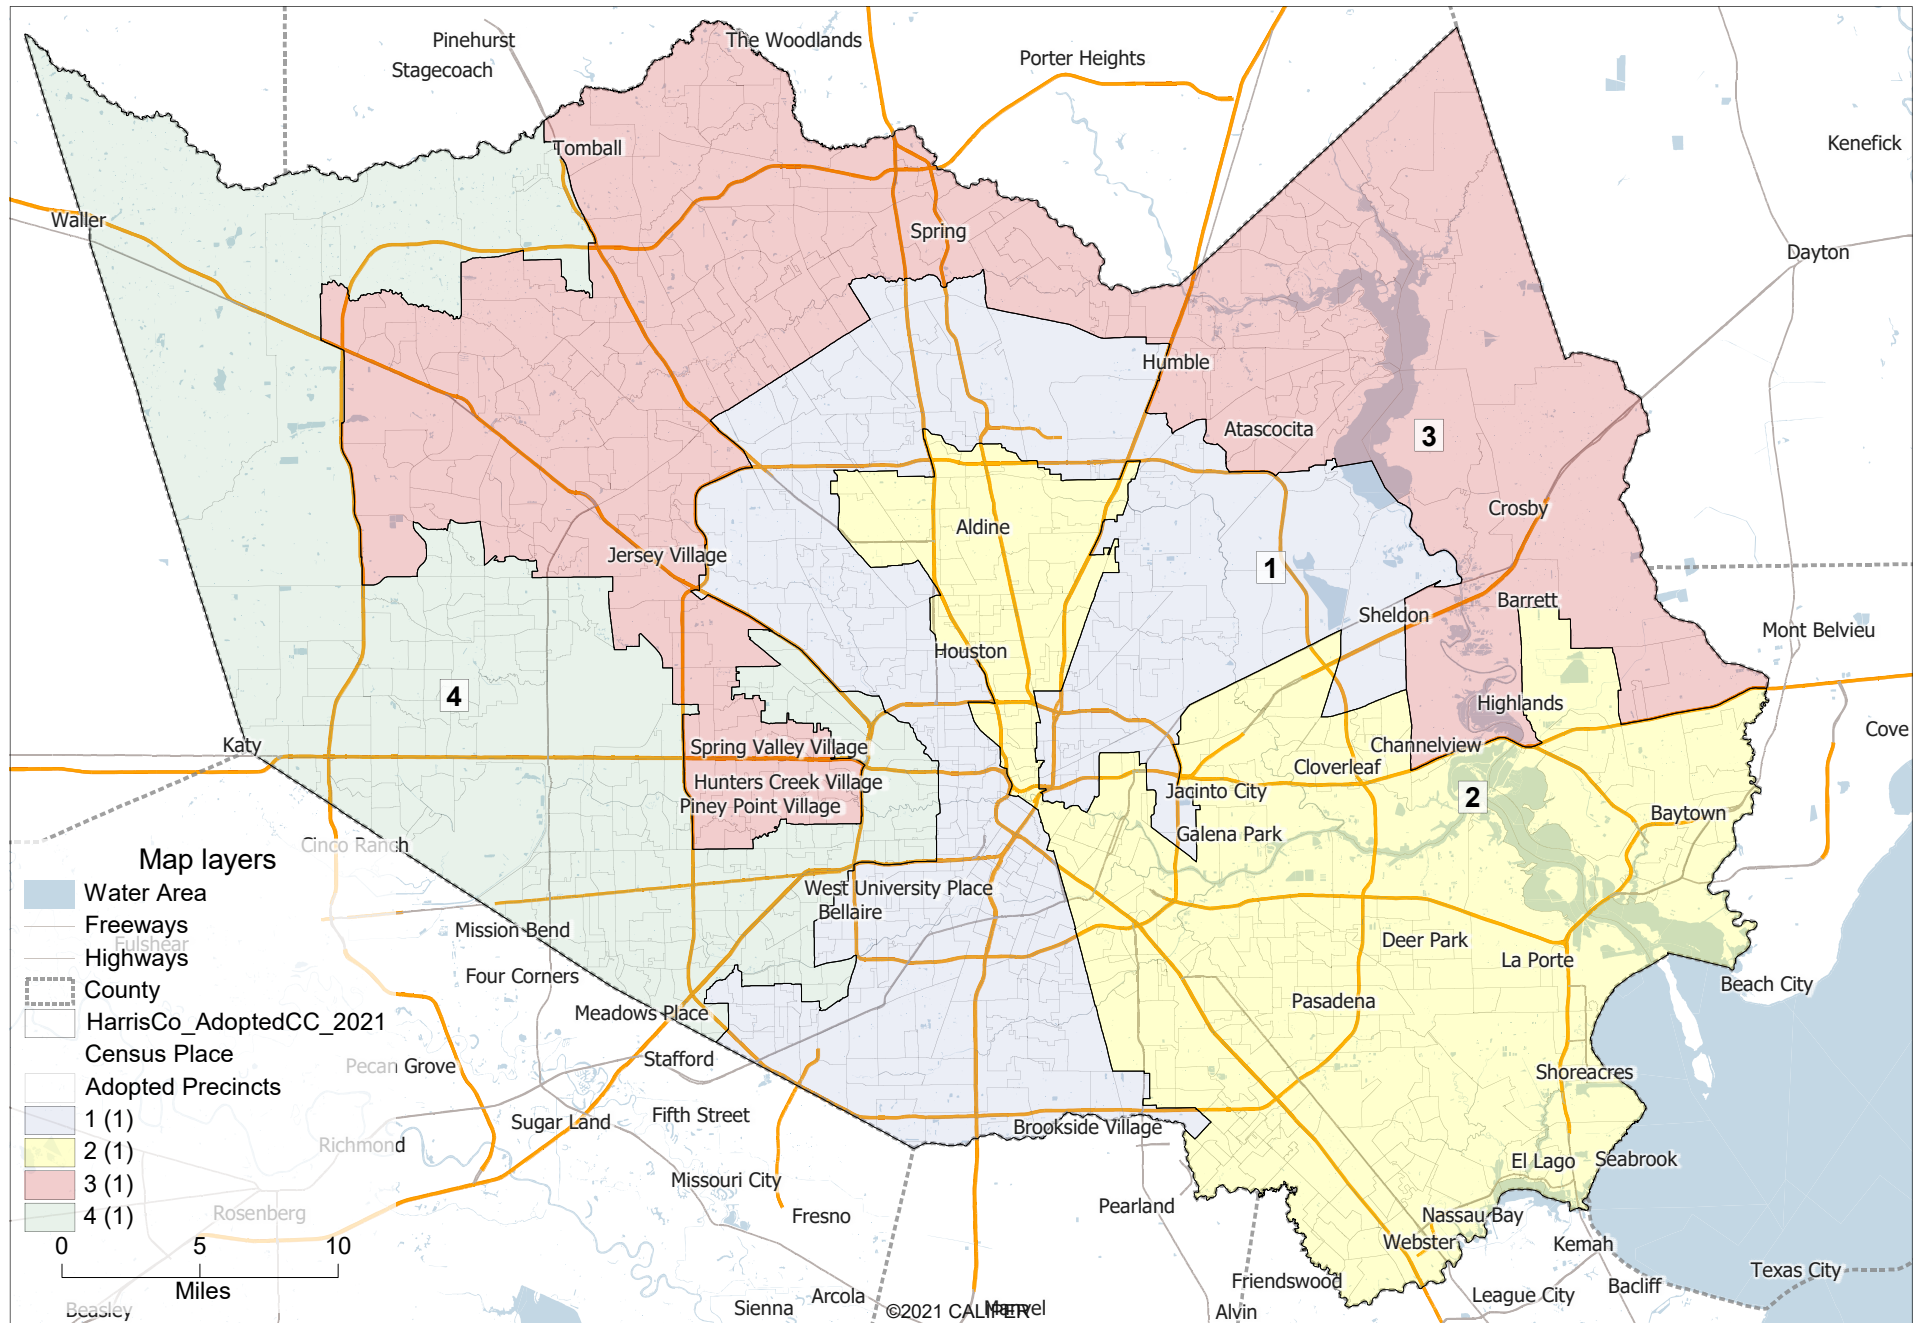 Pinehurst
The Woodlands
Stagecoach
Porter Heights
Kenefick
Tomball
Waller
Spring
Dayton
Humble
Atascocita
3
Crosby
Aldine
Jersey Village
1
Barrett
Sheldon
Mont Belvieu
Houston
4
Highlands
Cove
Katy
Spring Valley Village
Channelview
Cloverleaf
Hunters Creek Village
Jacinto City
2
Piney Point Village
Baytown
Galena Park
Cinco Ranch
West University Place
Bellaire
Mission Bend
Fulshear
Deer Park
La Porte
Four Corners
Beach City
Pasadena
Meadows Place
Stafford
Pecan Grove
Shoreacres
Fifth Street
Sugar Land
Brookside Village
Richmond
El Lago
Seabrook
Missouri City
Pearland
Rosenberg
Fresno
Nassau Bay
Webster
Kemah
Texas City
Friendswood
Bacliff
League City
Arcola
Sienna
Manvel
Alvin
Beasley
Map layers
Water Area
Freeways
Highways
County
HarrisCo_AdoptedCC_2021
Census Place
Adopted Precincts
1 (1)
2 (1)
3 (1)
4 (1)
0 5 10
Miles
©2021 CALIPER